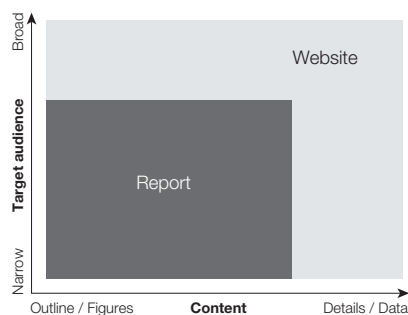 Broad
Website
Target audience
Report
Narrow
Outline / Figures Content Details / Data